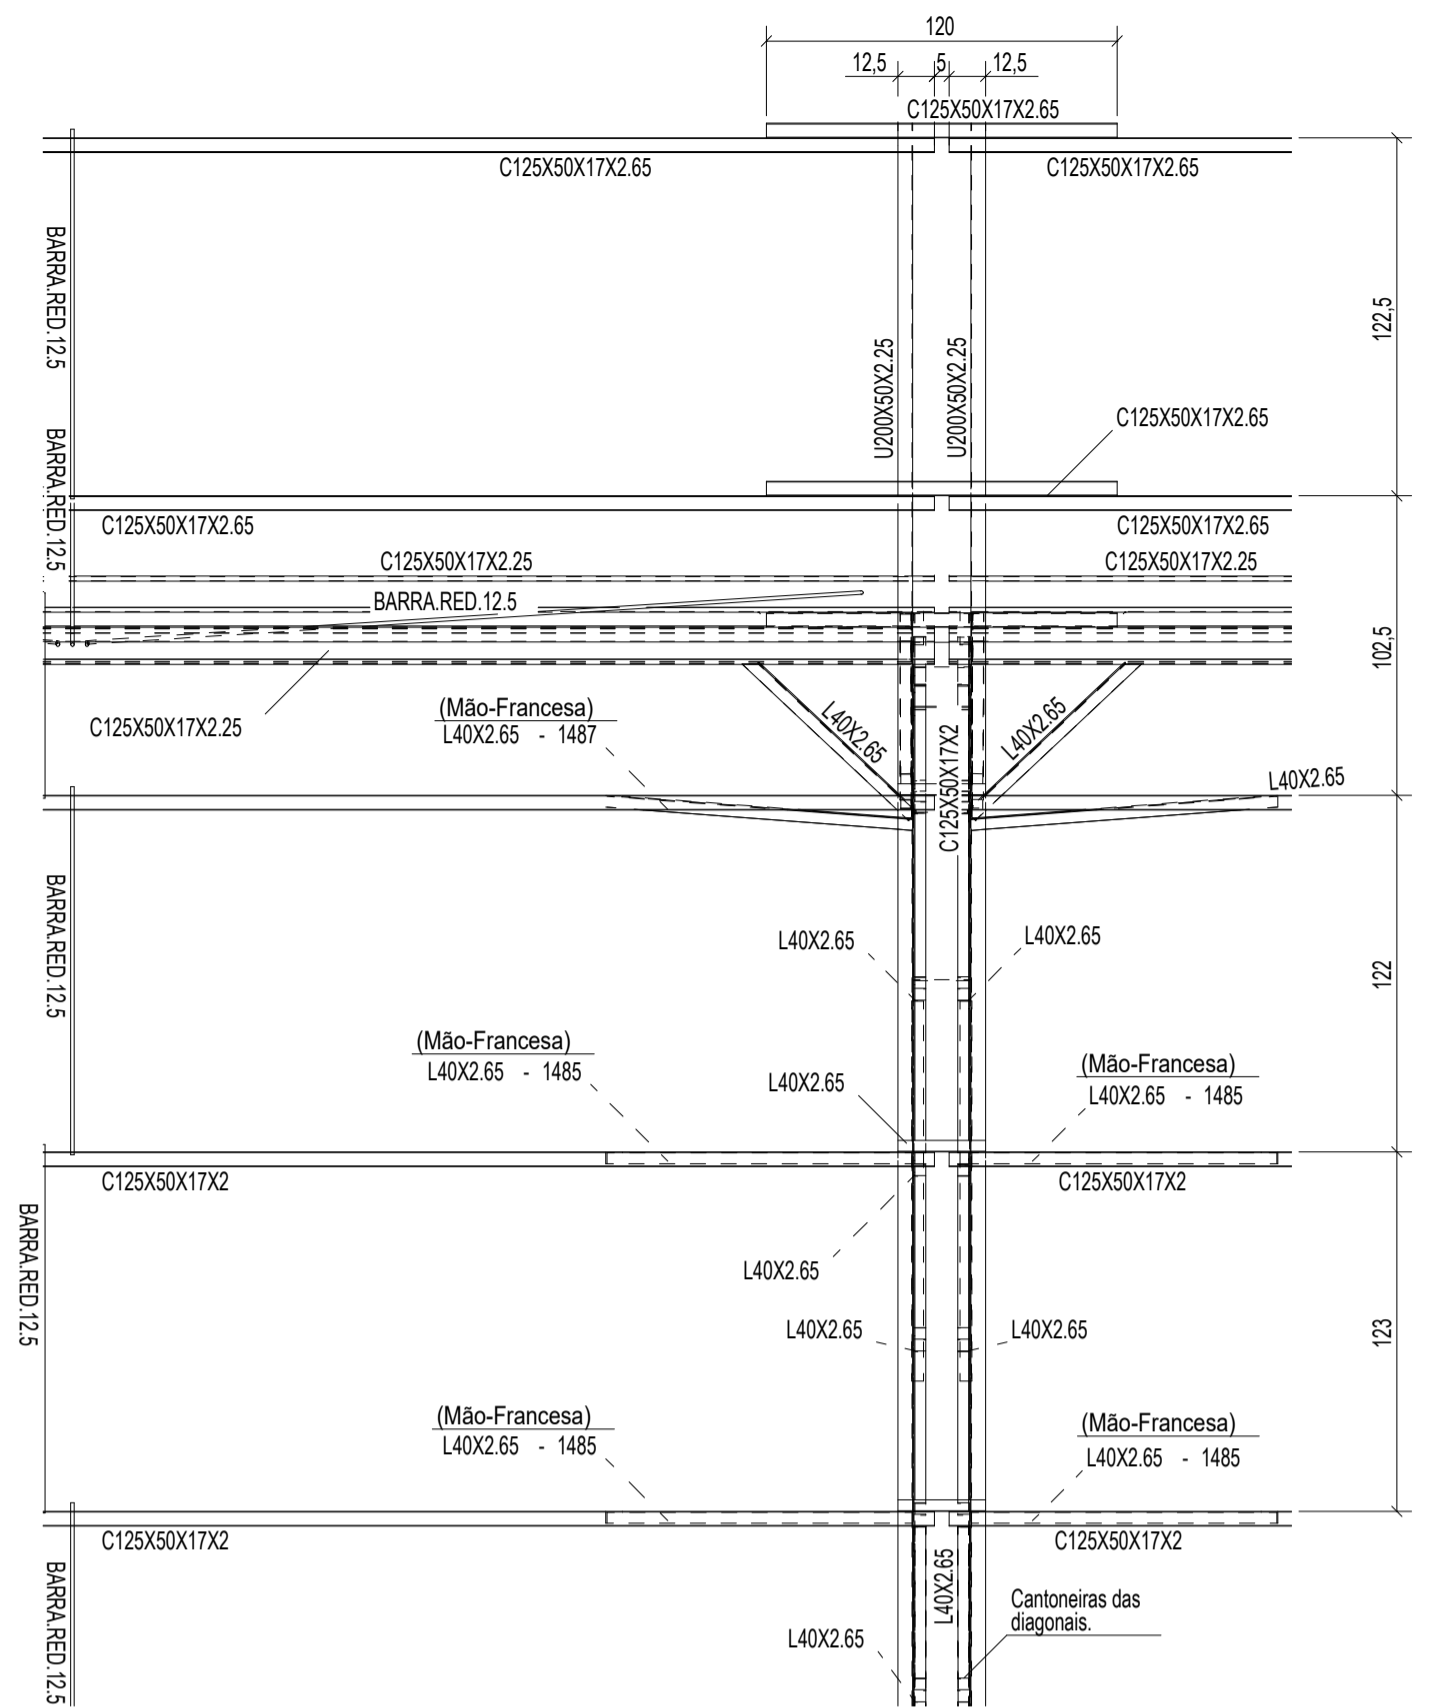 120
12,5
5
12,5
C125X50X17X2.65
C125X50X17X2.65
C125X50X17X2.65
BARRA.RED.12.5
122,5
U200X50X2.25
U200X50X2.25
C125X50X17X2.65
BARRA.RED.12.5
C125X50X17X2.65
C125X50X17X2.65
C125X50X17X2.25
C125X50X17X2.25
BARRA.RED.12.5
102,5
C125X50X17X2.25
(Mão-Francesa)
L40X2.65 - 1487
L40X2.65
L40X2.65
C125X50X17X2
L40X2.65
BARRA.RED.12.5
L40X2.65
L40X2.65
122
(Mão-Francesa)
L40X2.65 - 1485
L40X2.65
(Mão-Francesa)
L40X2.65 - 1485
C125X50X17X2
C125X50X17X2
BARRA.RED.12.5
L40X2.65
L40X2.65
L40X2.65
123
(Mão-Francesa)
L40X2.65 - 1485
(Mão-Francesa)
L40X2.65 - 1485
C125X50X17X2
C125X50X17X2
BARRA.RED.12.5
L40X2.65
Cantoneiras das
diagonais.
L40X2.65